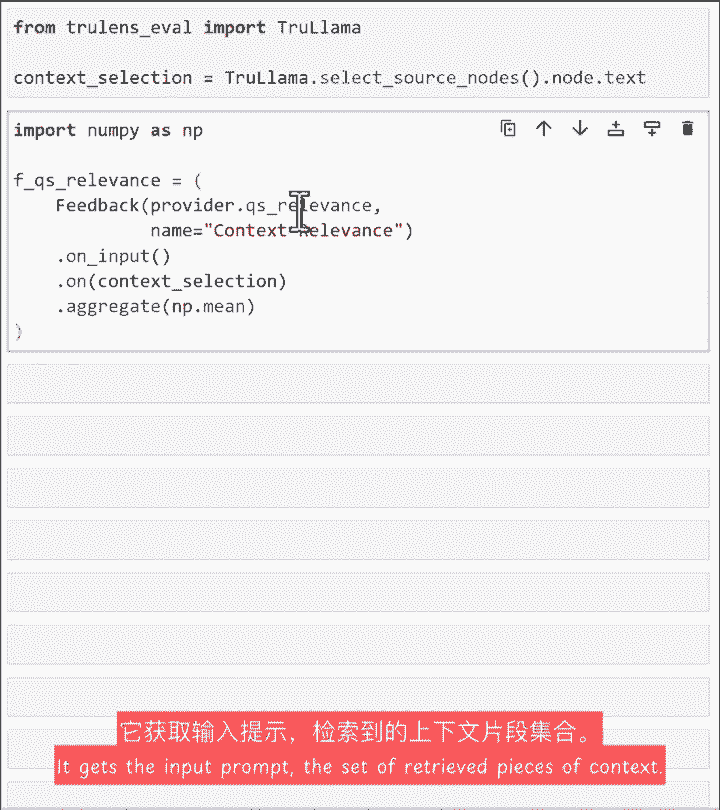 from trulens_eval import TruLlama
context_selection = TruLlama.select_source_nodes().node.text
import numpy as np
f_qs_relevance = (
    Feedback(provider.qs_relevance,
             name="Context Relevance")
    .on_input()
    .on(context_selection)
    .aggregate(np.mean)
)
它获取输入提示，检索到的上下文片段集合。
It gets the input prompt, the set of retrieved pieces of context.